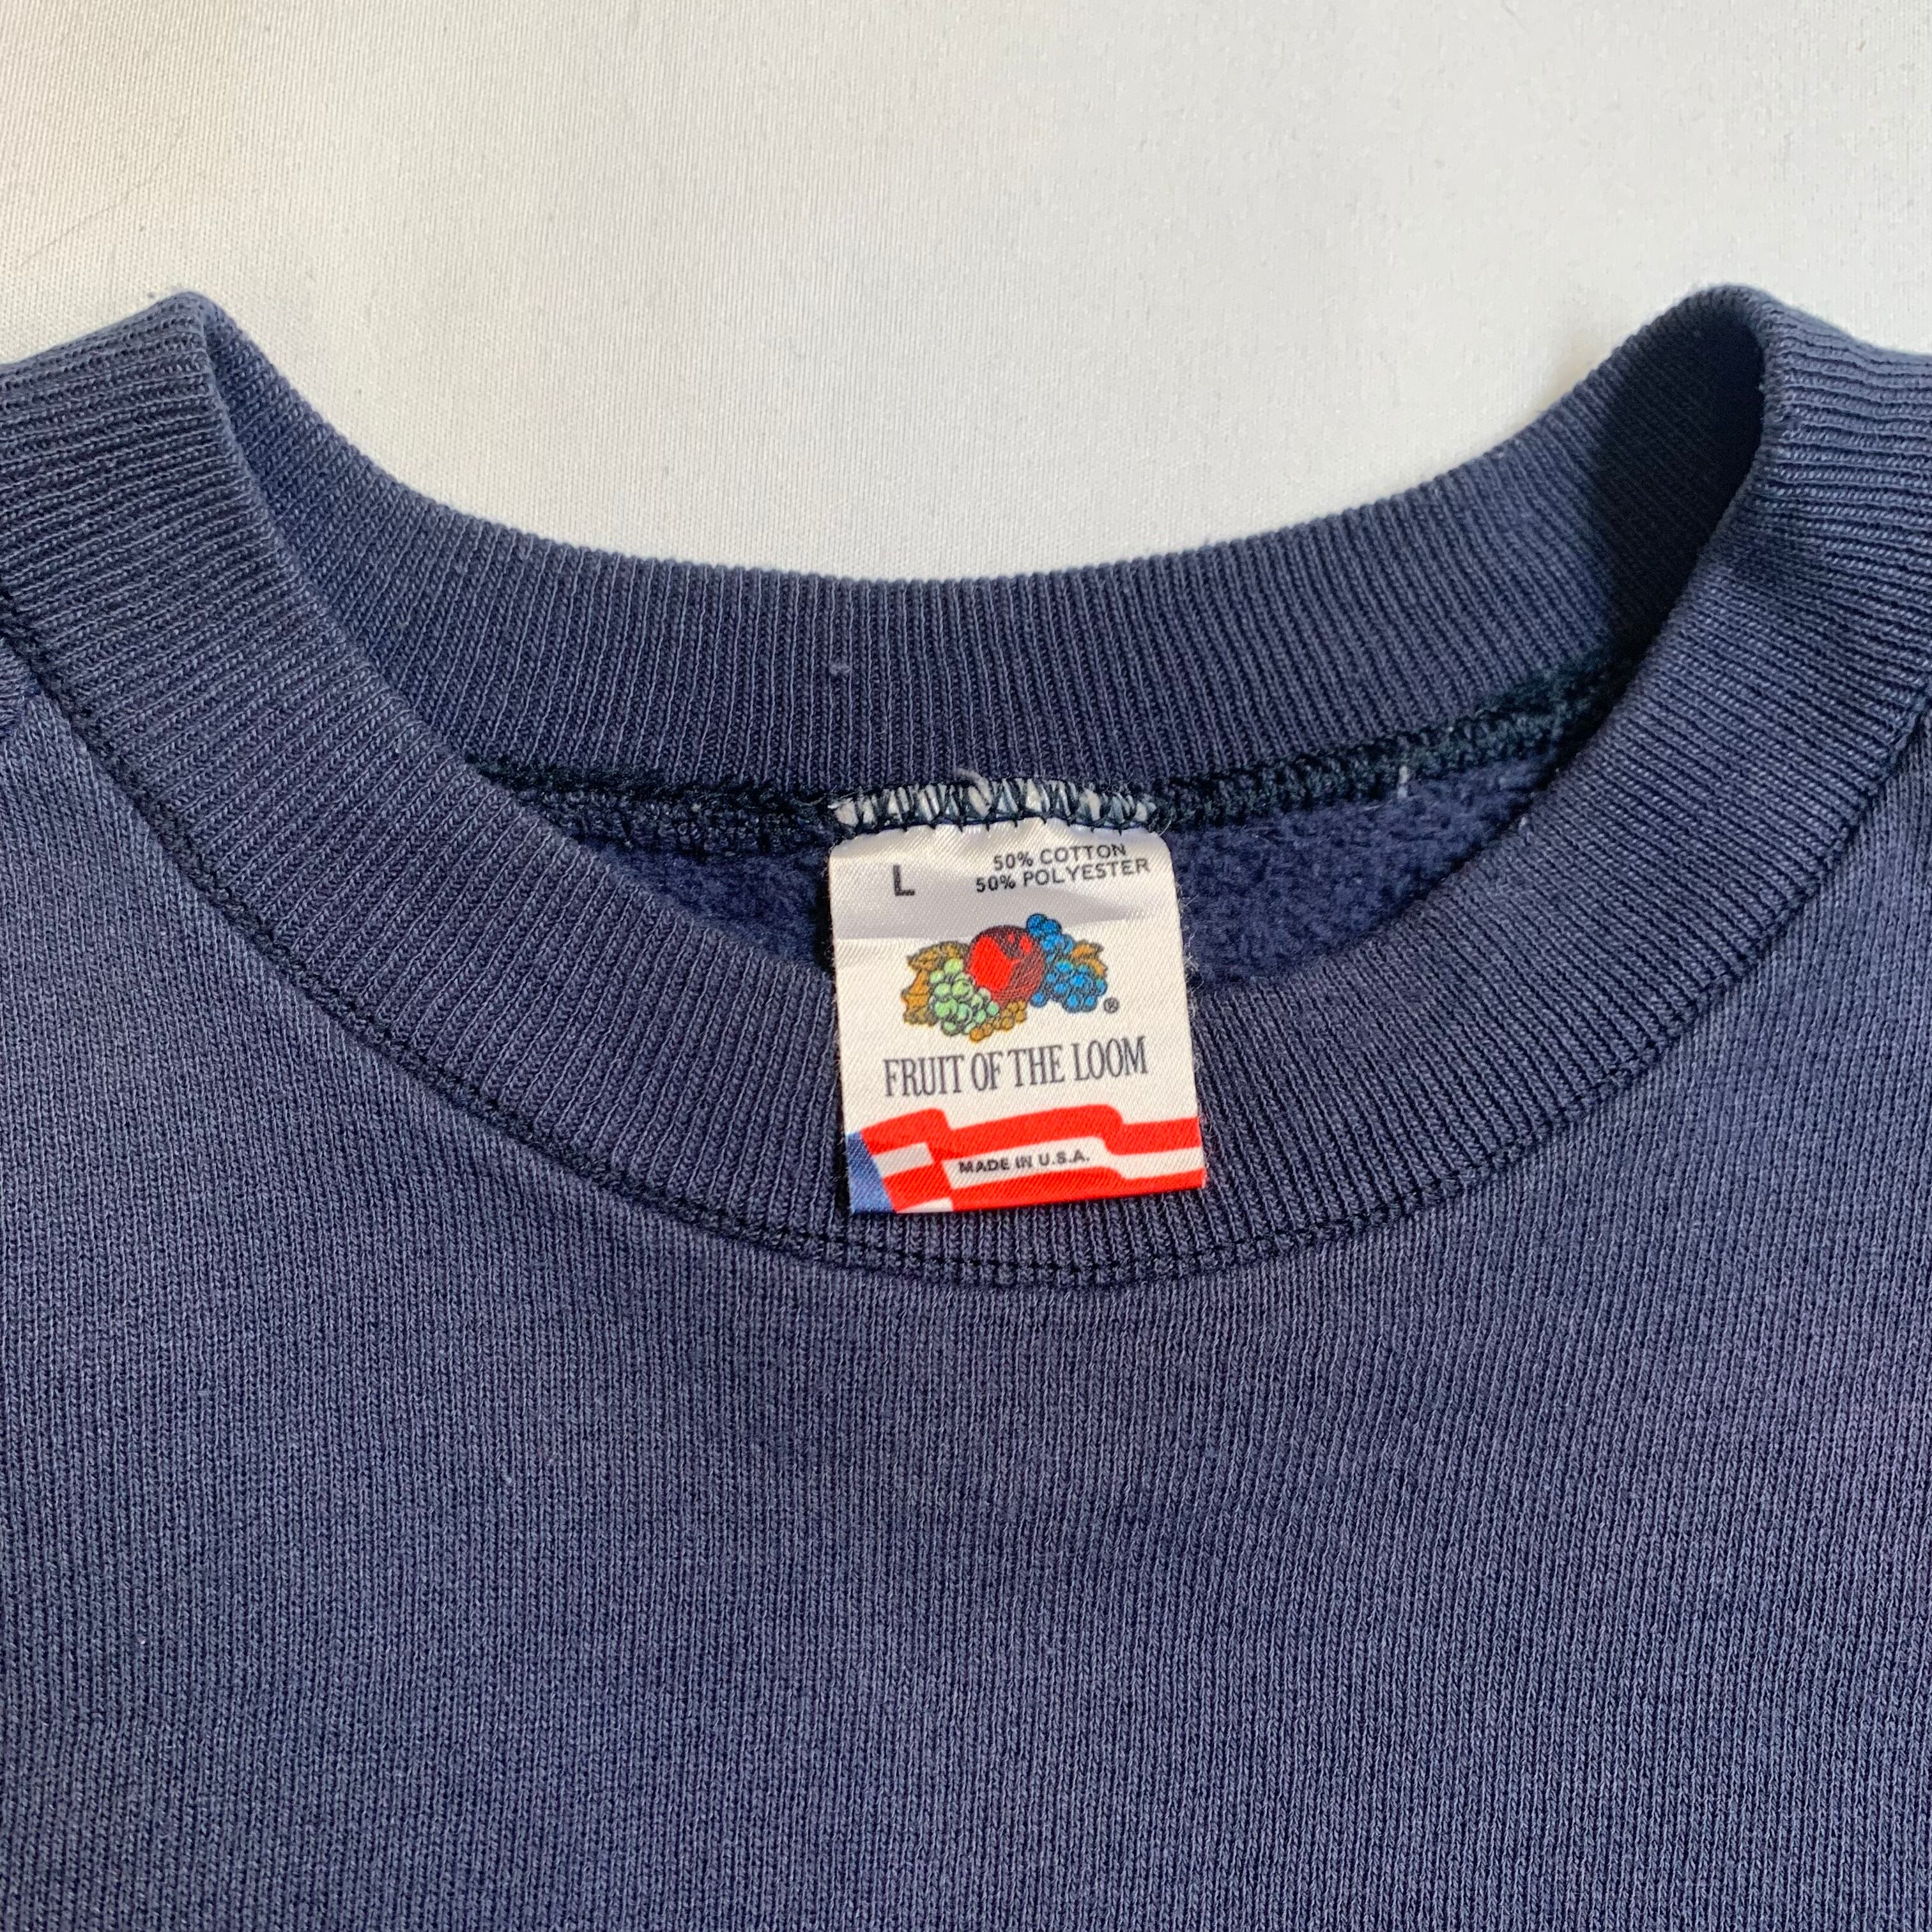 L
50% COTTON
50% POLYESTER
®
FRUIT OF THE LOOM
MADE IN U.S.A.